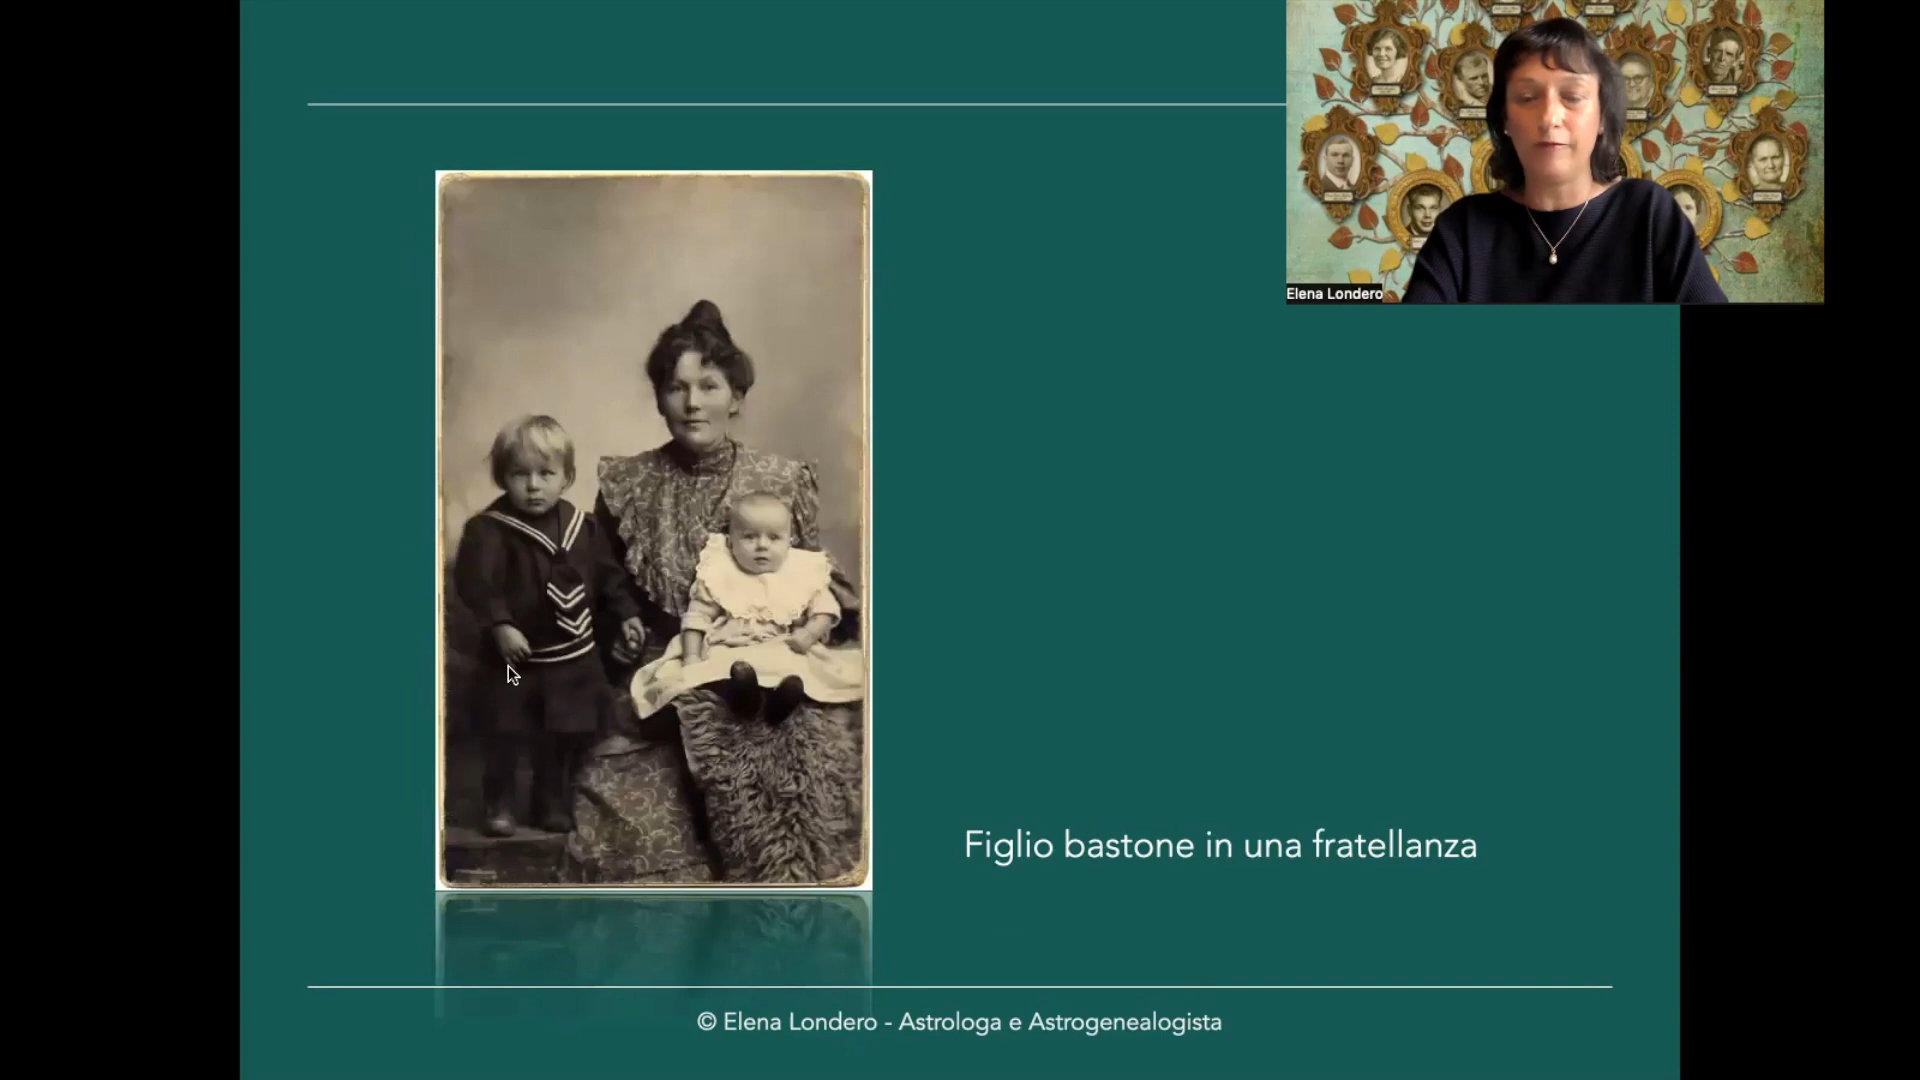 Elena Londero
Figlio bastone in una fratellanza
© Elena Londero - Astrologa e Astrogenealogista